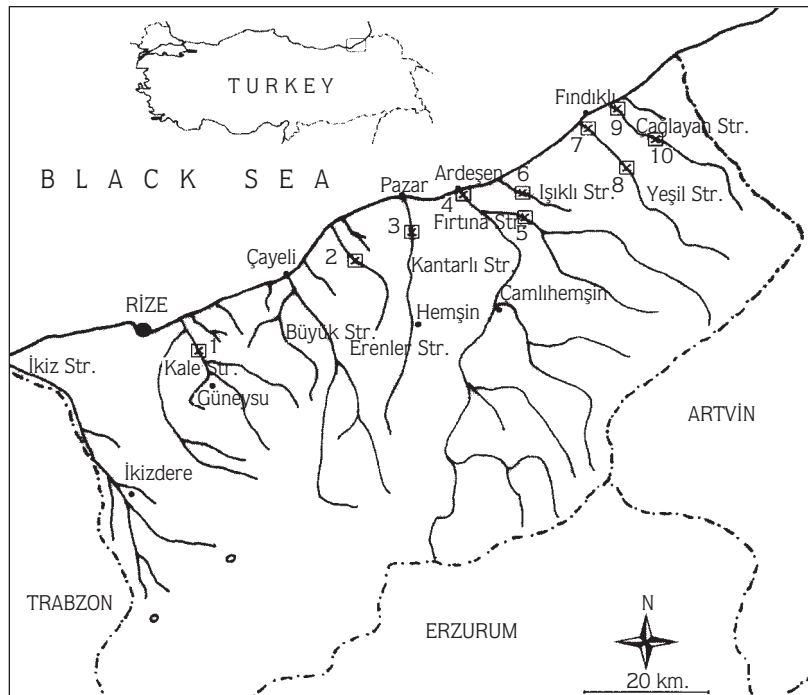 TURKEY
BLACK SEA
Fındıklı
9
Çağlayan Str.
7
10
Ardeşen
6
8
Işıklı Str.
Yeşil Str.
Pazar
4
Fırtına Str.
5
3
Çayeli
2
Kantarlı Str.
RİZE
Hemşin
Çamlıhemşin
Büyük Str.
Erenler Str.
1
İkiz Str.
Kale Str.
Güneysu
ARTVİN
İkizdere
TRABZON
ERZURUM
N
20 km.